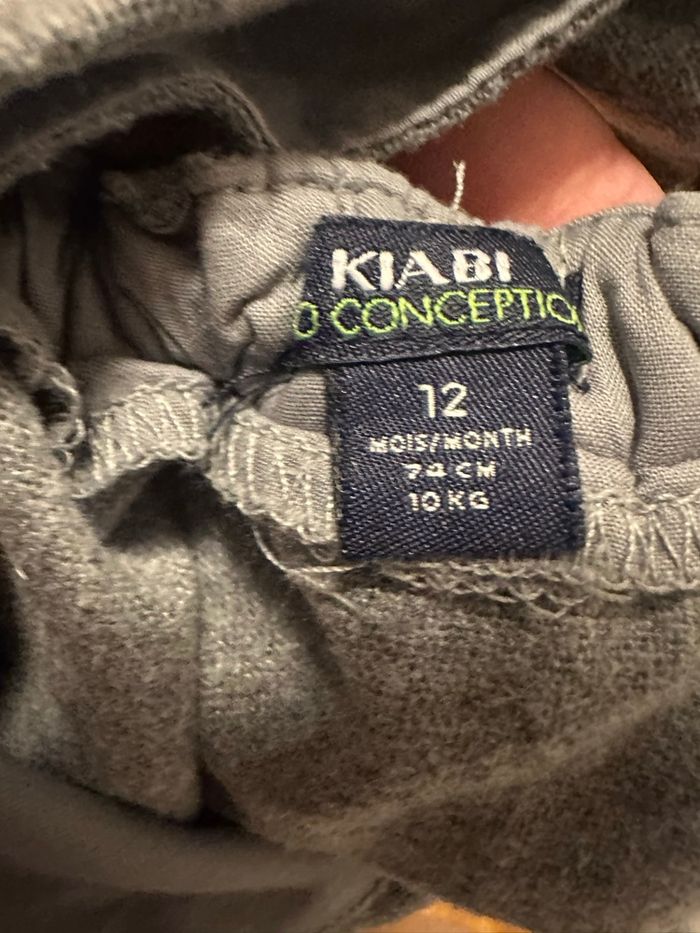 KIABI
O CONCEPTIO
12
MOIS/MONTH
74 CM
10 KG